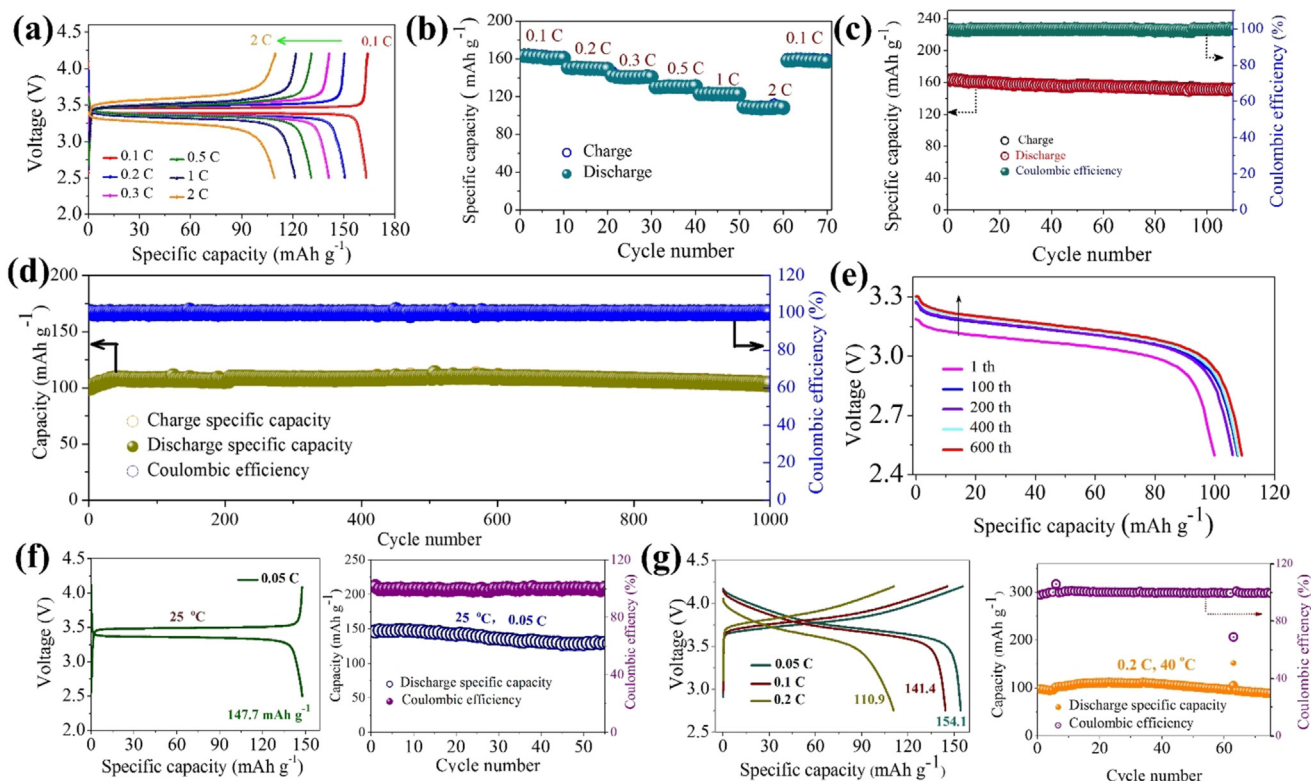 (a)
Voltage (V)
4.5
4.0
3.5
3.0
2.5
2.0
2 C
0.1 C
0.1 C
0.5 C
0.2 C
1 C
0.3 C
2 C
0 30 60 90 120 150 180
Specific capacity (mAh g-1)
(b)
Specific capacity ( mAh g-1)
200
160
120
80
40
0
0.1 C
0.2 C
0.3 C
0.5 C
1 C
2 C
0.1 C
Charge
Discharge
0 10 20 30 40 50 60 70
Cycle number
(c)
Specific capacity (mAh g-1)
240
200
160
120
80
40
0
Charge
Discharge
Coulombic efficiency
100
80
60
40
20
0
Coulombic efficiency (%)
0 20 40 60 80 100
Cycle number
(d)
Capacity (mAh g-1)
200
150
100
50
0
Charge specific capacity
Discharge specific capacity
Coulombic efficiency
120
100
80
60
40
20
0
Coulombic efficiency (%)
0 200 400 600 800 1000
Cycle number
(e)
Voltage (V)
3.3
3.0
2.7
2.4
1 th
100 th
200 th
400 th
600 th
0 20 40 60 80 100 120
Specific capacity (mAh g-1)
(f)
Voltage (V)
4.5
4.0
3.5
3.0
2.5
0.05 C
25 °C
147.7 mAh g-1
0 30 60 90 120 150
Specific capacity (mAh g-1)
Capacity (mAh g-1)
250
200
150
100
50
0
25 °C, 0.05 C
Discharge specific capacity
Coulombic efficiency
120
80
40
0
Coulombic efficiency (%)
0 10 20 30 40 50
Cycle number
(g)
Voltage (V)
4.5
4.0
3.5
3.0
2.5
0.05 C
0.1 C
0.2 C
110.9
141.4
154.1
0 30 60 90 120 150
Specific capacity (mAh g-1)
Capacity (mAh g-1)
300
300
200
100
0
0.2 C, 40 °C
Discharge specific capacity
Coulombic efficiency
120
80
40
0
Coulombic efficiency (%)
0 20 40 60
Cycle number